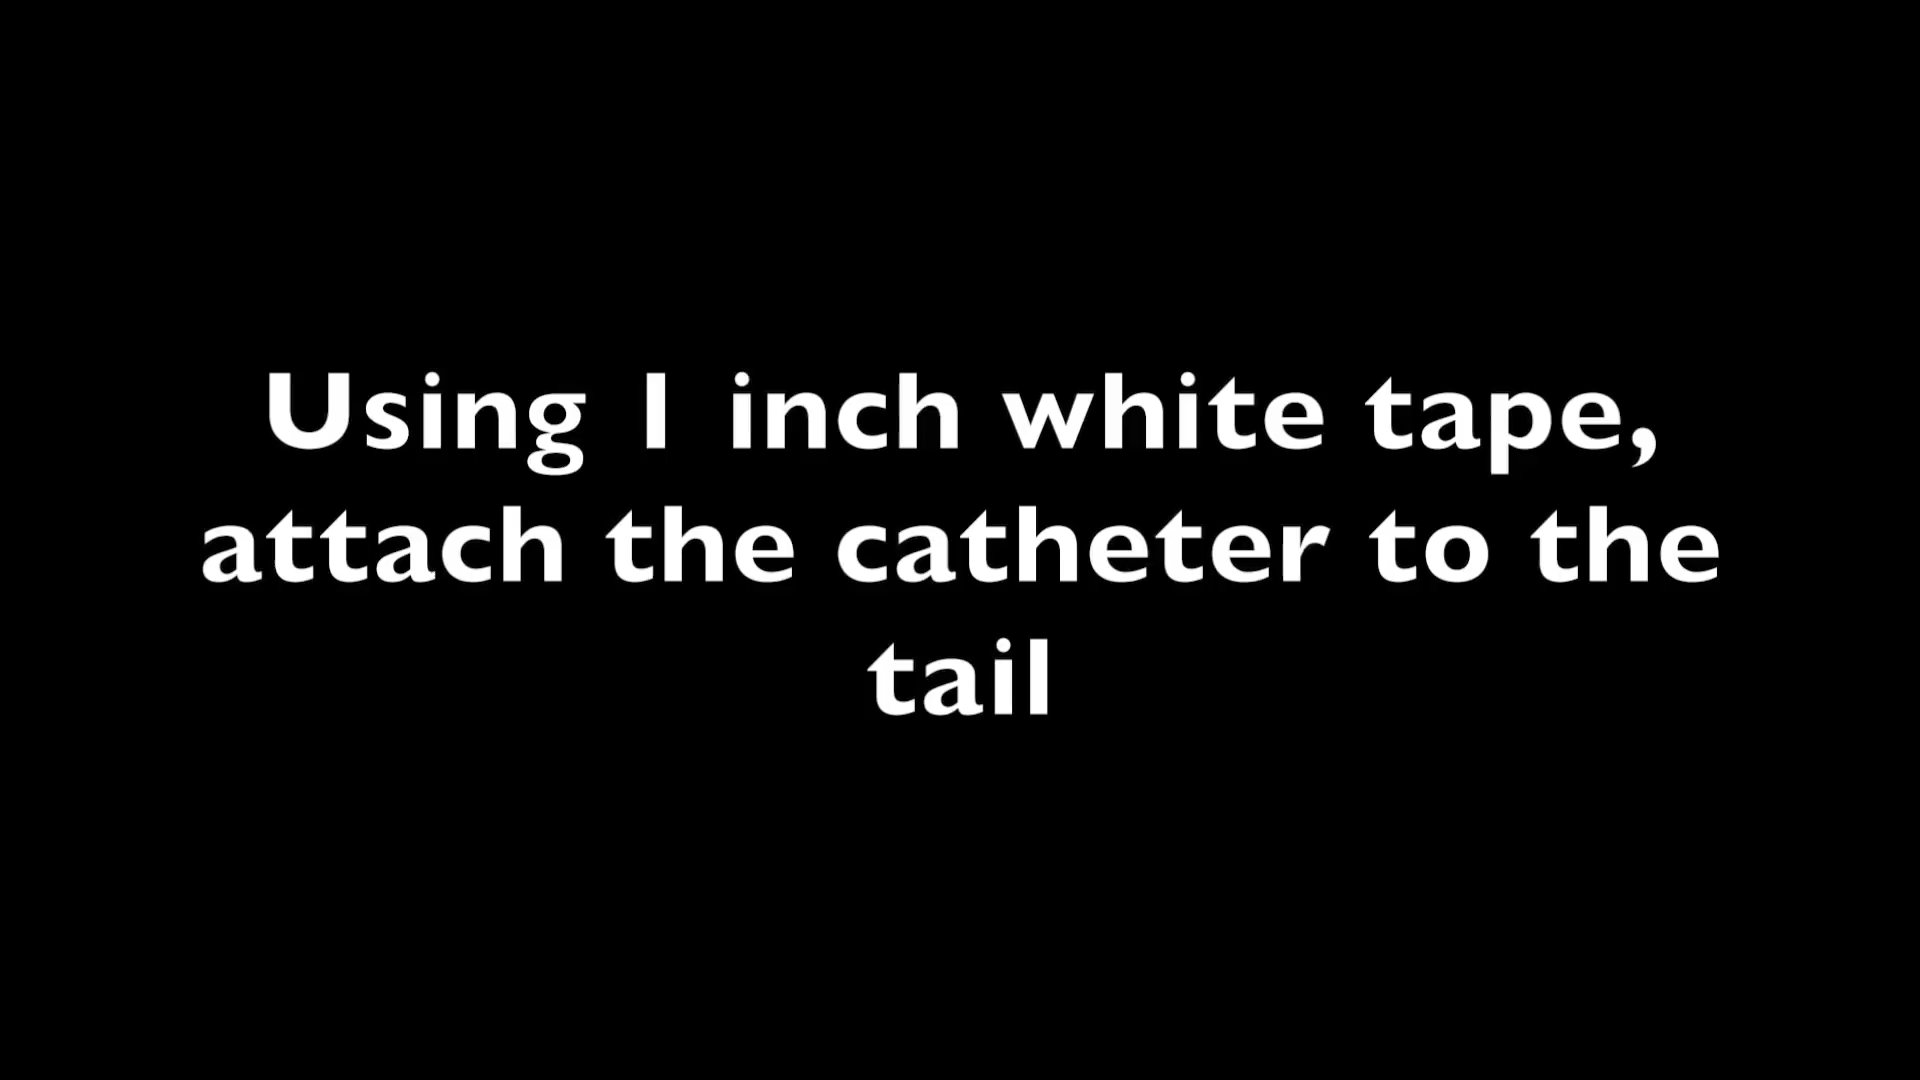 Using 1 inch white tape,
attach the catheter to the
tail